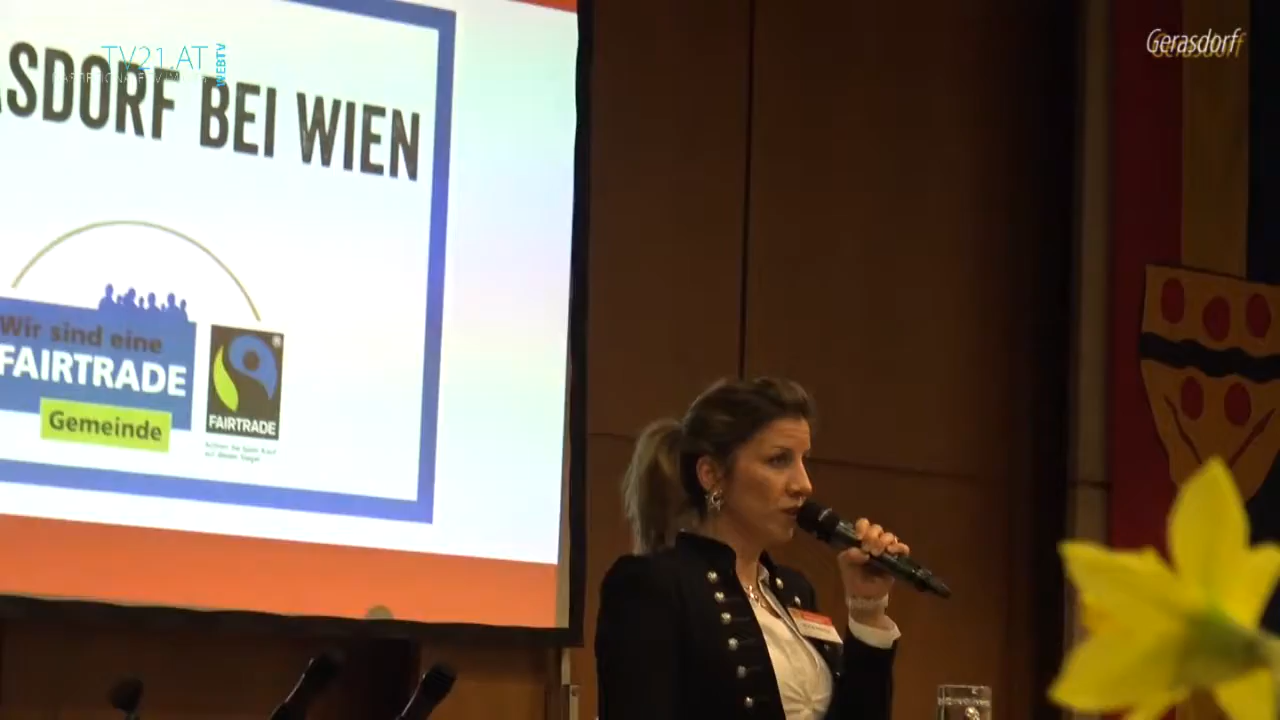 TV21.AT
WEBTV
Gerasdorf
ASDORF BEI WIEN
Wir sind eine
FAIRTRADE
Gemeinde
FAIRTRADE